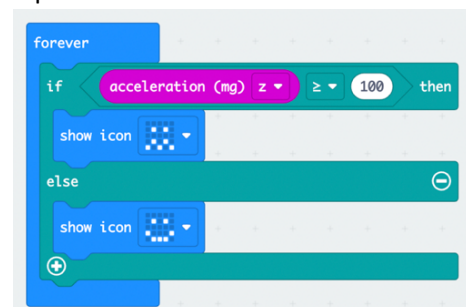 forever
if acceleration (mg) z ≥ 100 then
show icon
else
show icon